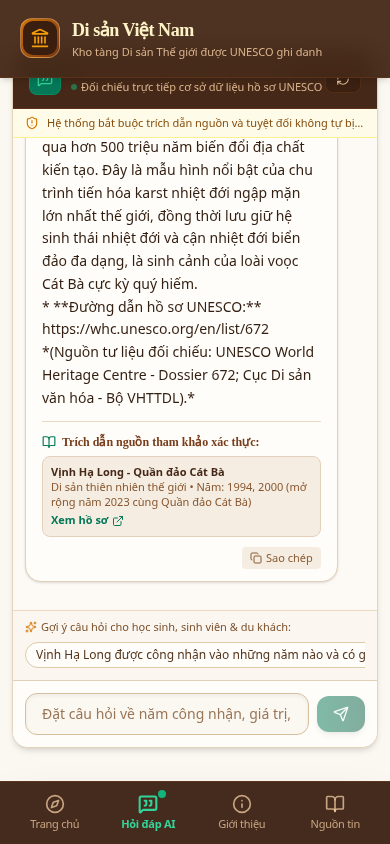 Di sản Việt Nam
Kho tàng Di sản Thế giới được UNESCO ghi danh
Đối chiếu trực tiếp cơ sở dữ liệu hồ sơ UNESCO
Hệ thống bắt buộc trích dẫn nguồn và tuyệt đối không tự bị...
qua hơn 500 triệu năm biến đổi địa chất
kiến tạo. Đây là mẫu hình nổi bật của chu
trình tiến hóa karst nhiệt đới ngập mặn
lớn nhất thế giới, đồng thời lưu giữ hệ
sinh thái nhiệt đới và cận nhiệt đới biển
đảo đa dạng, là sinh cảnh của loài voọc
Cát Bà cực kỳ quý hiếm.
* **Đường dẫn hồ sơ UNESCO:**
https://whc.unesco.org/en/list/672
*(Nguồn tư liệu đối chiếu: UNESCO World
Heritage Centre - Dossier 672; Cục Di sản
văn hóa - Bộ VHTTDL).*
Trích dẫn nguồn tham khảo xác thực:
Vịnh Hạ Long - Quần đảo Cát Bà
Di sản thiên nhiên thế giới • Năm: 1994, 2000 (mở
rộng năm 2023 cùng Quần đảo Cát Bà)
Xem hồ sơ
Sao chép
Gợi ý câu hỏi cho học sinh, sinh viên & du khách:
Vịnh Hạ Long được công nhận vào những năm nào và có g
Đặt câu hỏi về năm công nhận, giá trị,
Trang chủ
Hỏi đáp AI
Giới thiệu
Nguồn tin